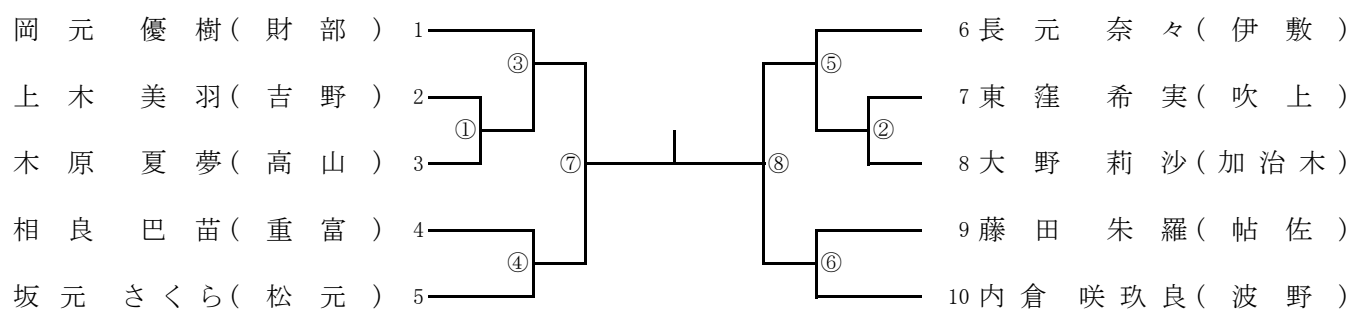 岡元 優樹(財部) 1
上木 美羽(吉野) 2
木原 夏夢(高山) 3
相良 巴苗(重富) 4
坂元 さくら(松元) 5
③
①
⑦
④
⑤
②
⑧
⑥
6 長元 奈々(伊敷)
7 東窪 希実(吹上)
8 大野 莉沙(加治木)
9 藤田 朱羅(帖佐)
10 内倉 咲玖良(波野)